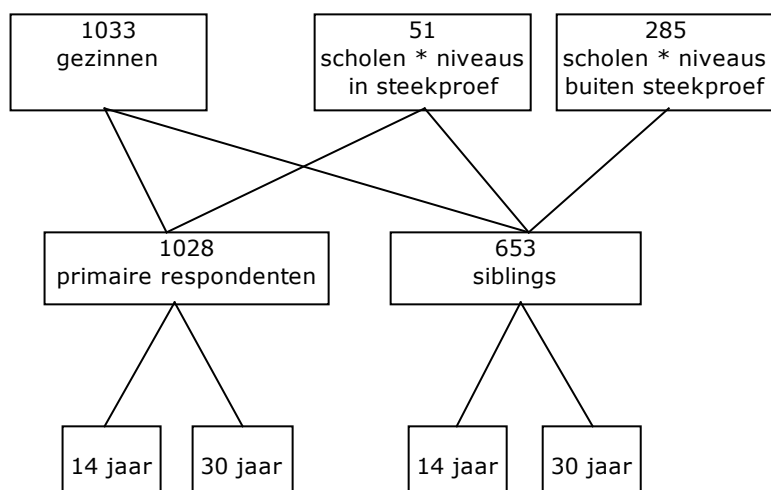 1033
gezinnen
51
scholen * niveaus
in steekproef
285
scholen * niveaus
buiten steekproef
1028
primaire respondenten
653
siblings
14 jaar
30 jaar
14 jaar
30 jaar